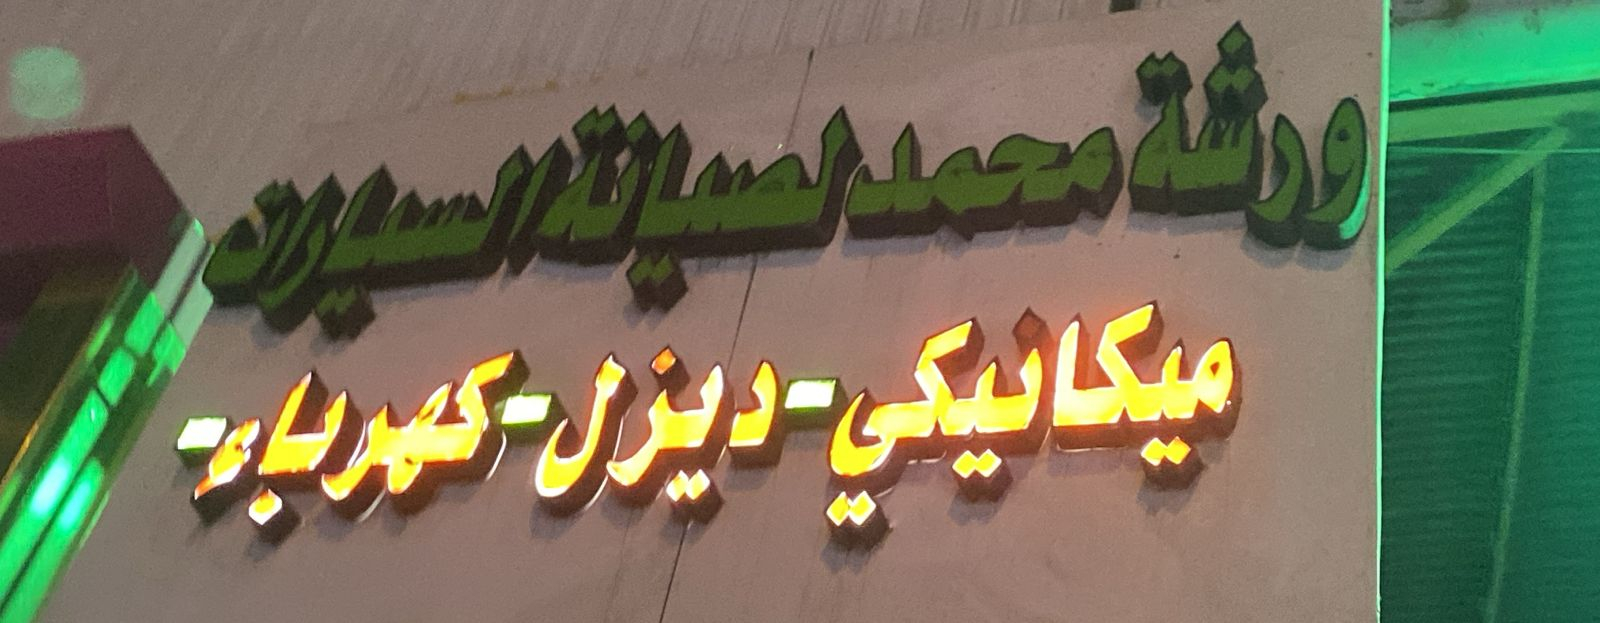 ورشة محمد لصيانة السيارات
ميكانيكي - ديزل - كهرباء -